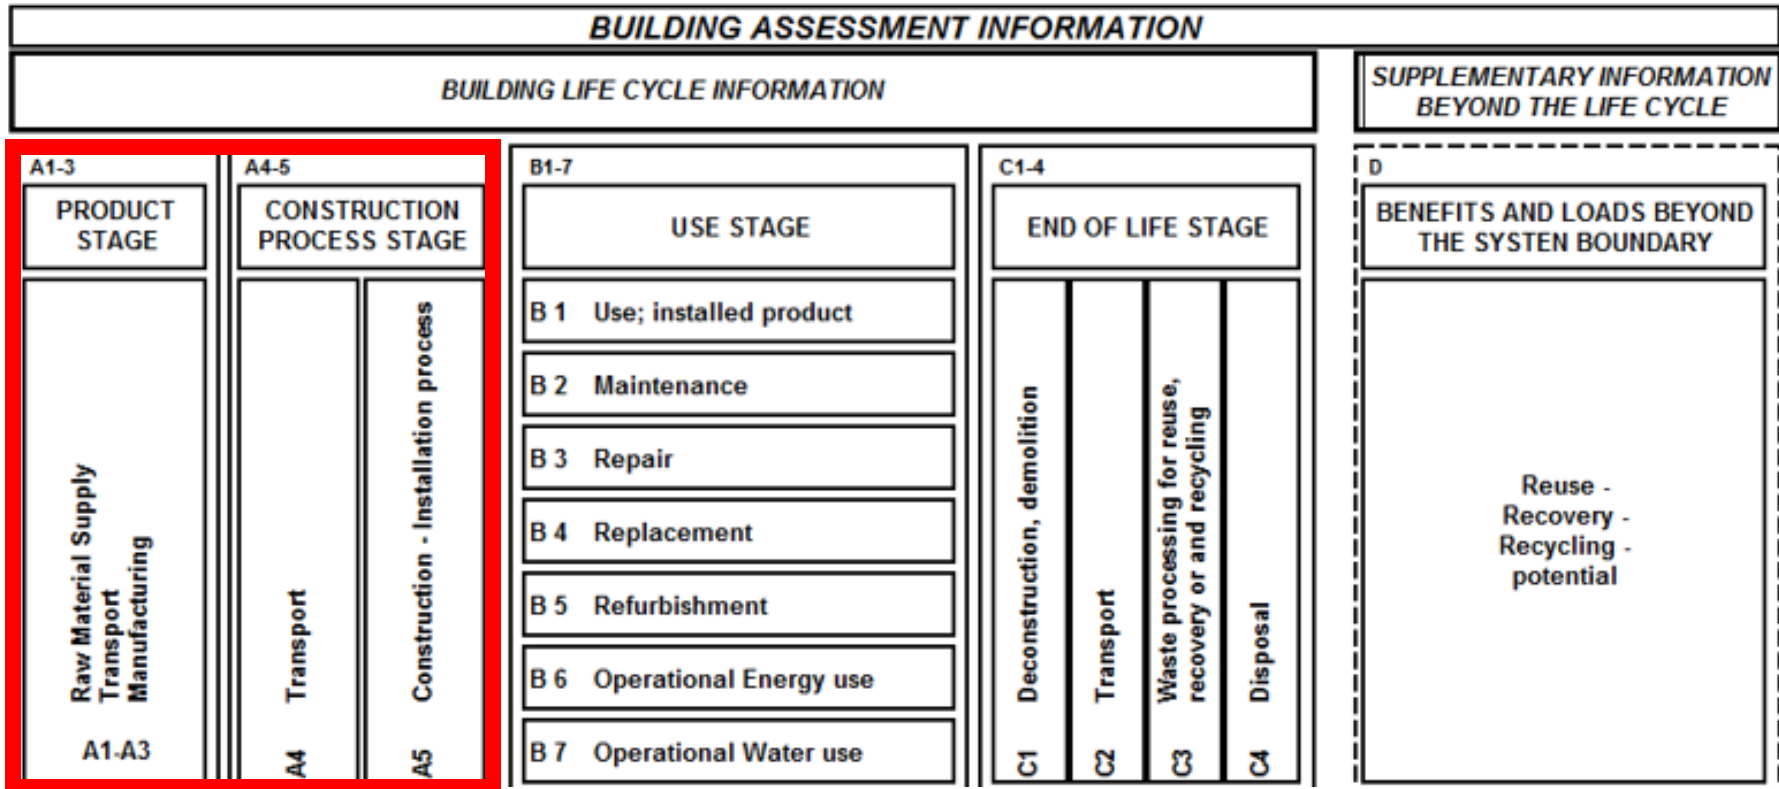 BUILDING ASSESSMENT INFORMATION
BUILDING LIFE CYCLE INFORMATION
SUPPLEMENTARY INFORMATION
BEYOND THE LIFE CYCLE
A1-3
PRODUCT
STAGE
Raw Material Supply
Transport
Manufacturing
A1-A3
A4-5
CONSTRUCTION
PROCESS STAGE
A4 Transport
A5 Construction - Installation process
B1-7
USE STAGE
B 1 Use; installed product
B 2 Maintenance
B 3 Repair
B 4 Replacement
B 5 Refurbishment
B 6 Operational Energy use
B 7 Operational Water use
C1-4
END OF LIFE STAGE
C1 Deconstruction, demolition
C2 Transport
C3 Waste processing for reuse,
recovery or and recycling
C4 Disposal
D
BENEFITS AND LOADS BEYOND
THE SYSTEN BOUNDARY
Reuse -
Recovery -
Recycling -
potential